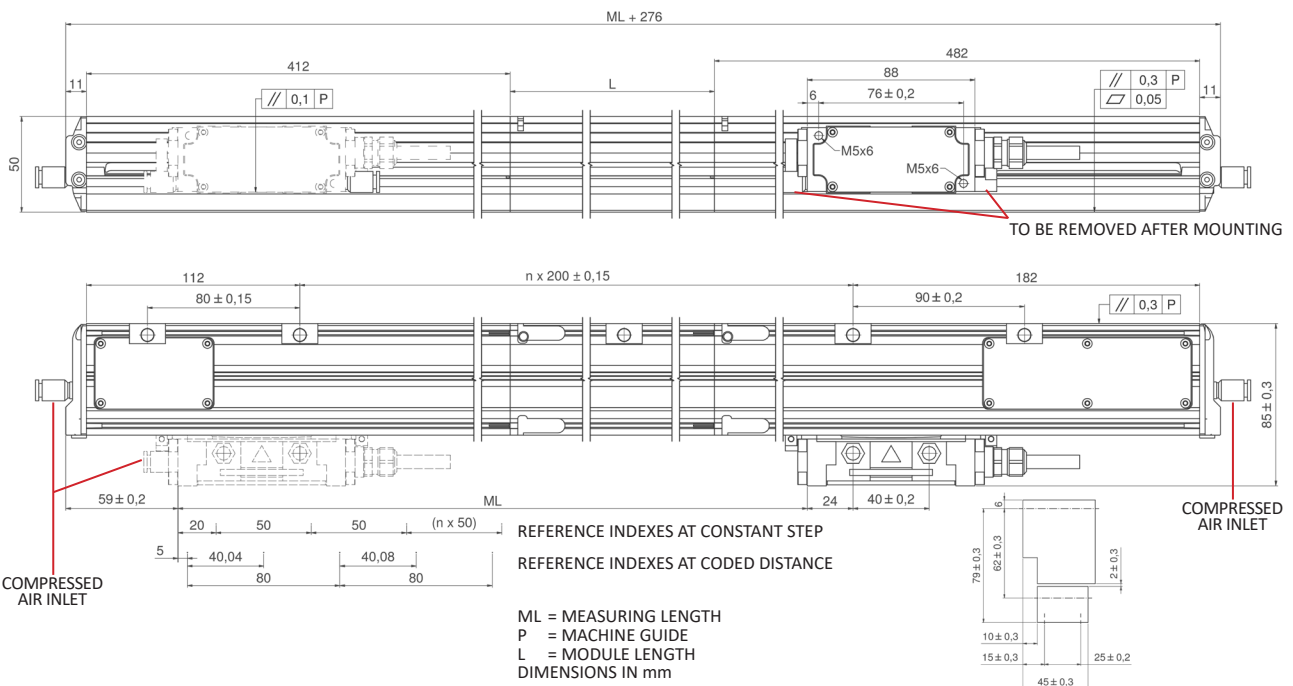 ML + 276
482
412
L
88
11
// 0,1 P
6 76 ± 0,2
// 0,3 P
0,05
11
50
M5x6
M5x6
TO BE REMOVED AFTER MOUNTING
112
n x 200 ± 0,15
182
80 ± 0,15
90 ± 0,2
// 0,3 P
85 ± 0,3
59 ± 0,2
ML
24
40 ± 0,2
COMPRESSED
AIR INLET
20 50 50 (n x 50)
REFERENCE INDEXES AT CONSTANT STEP
5
40,04
40,08
REFERENCE INDEXES AT CODED DISTANCE
80
80
COMPRESSED
AIR INLET
6
79 ± 0,3
62 ± 0,3
2 ± 0,3
10 ± 0,3
15 ± 0,3
25 ± 0,2
45 ± 0,3
ML = MEASURING LENGTH
P = MACHINE GUIDE
L = MODULE LENGTH
DIMENSIONS IN mm